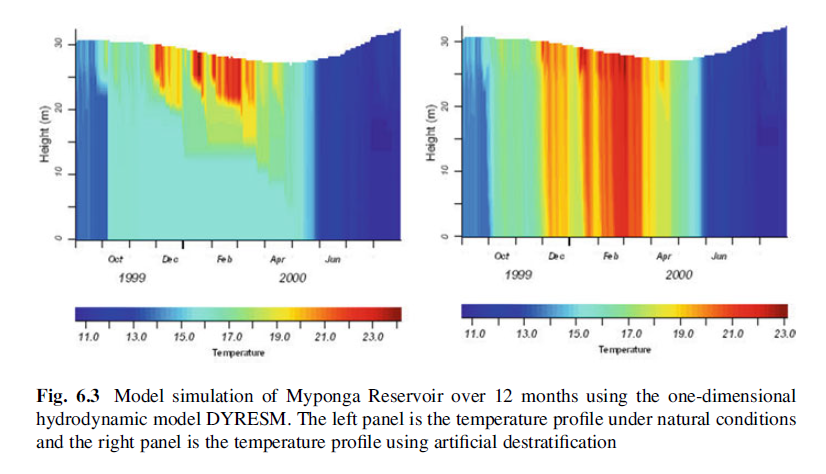 30
20
10
0
Height (m)
Oct Dec Feb Apr Jun
1999 2000
11.0 13.0 15.0 17.0 19.0 21.0 23.0
Temperature
30
20
10
0
Height (m)
Oct Dec Feb Apr Jun
1999 2000
11.0 13.0 15.0 17.0 19.0 21.0 23.0
Temperature
Fig. 6.3 Model simulation of Myponga Reservoir over 12 months using the one-dimensional
hydrodynamic model DYRESM. The left panel is the temperature profile under natural conditions
and the right panel is the temperature profile using artificial destratification